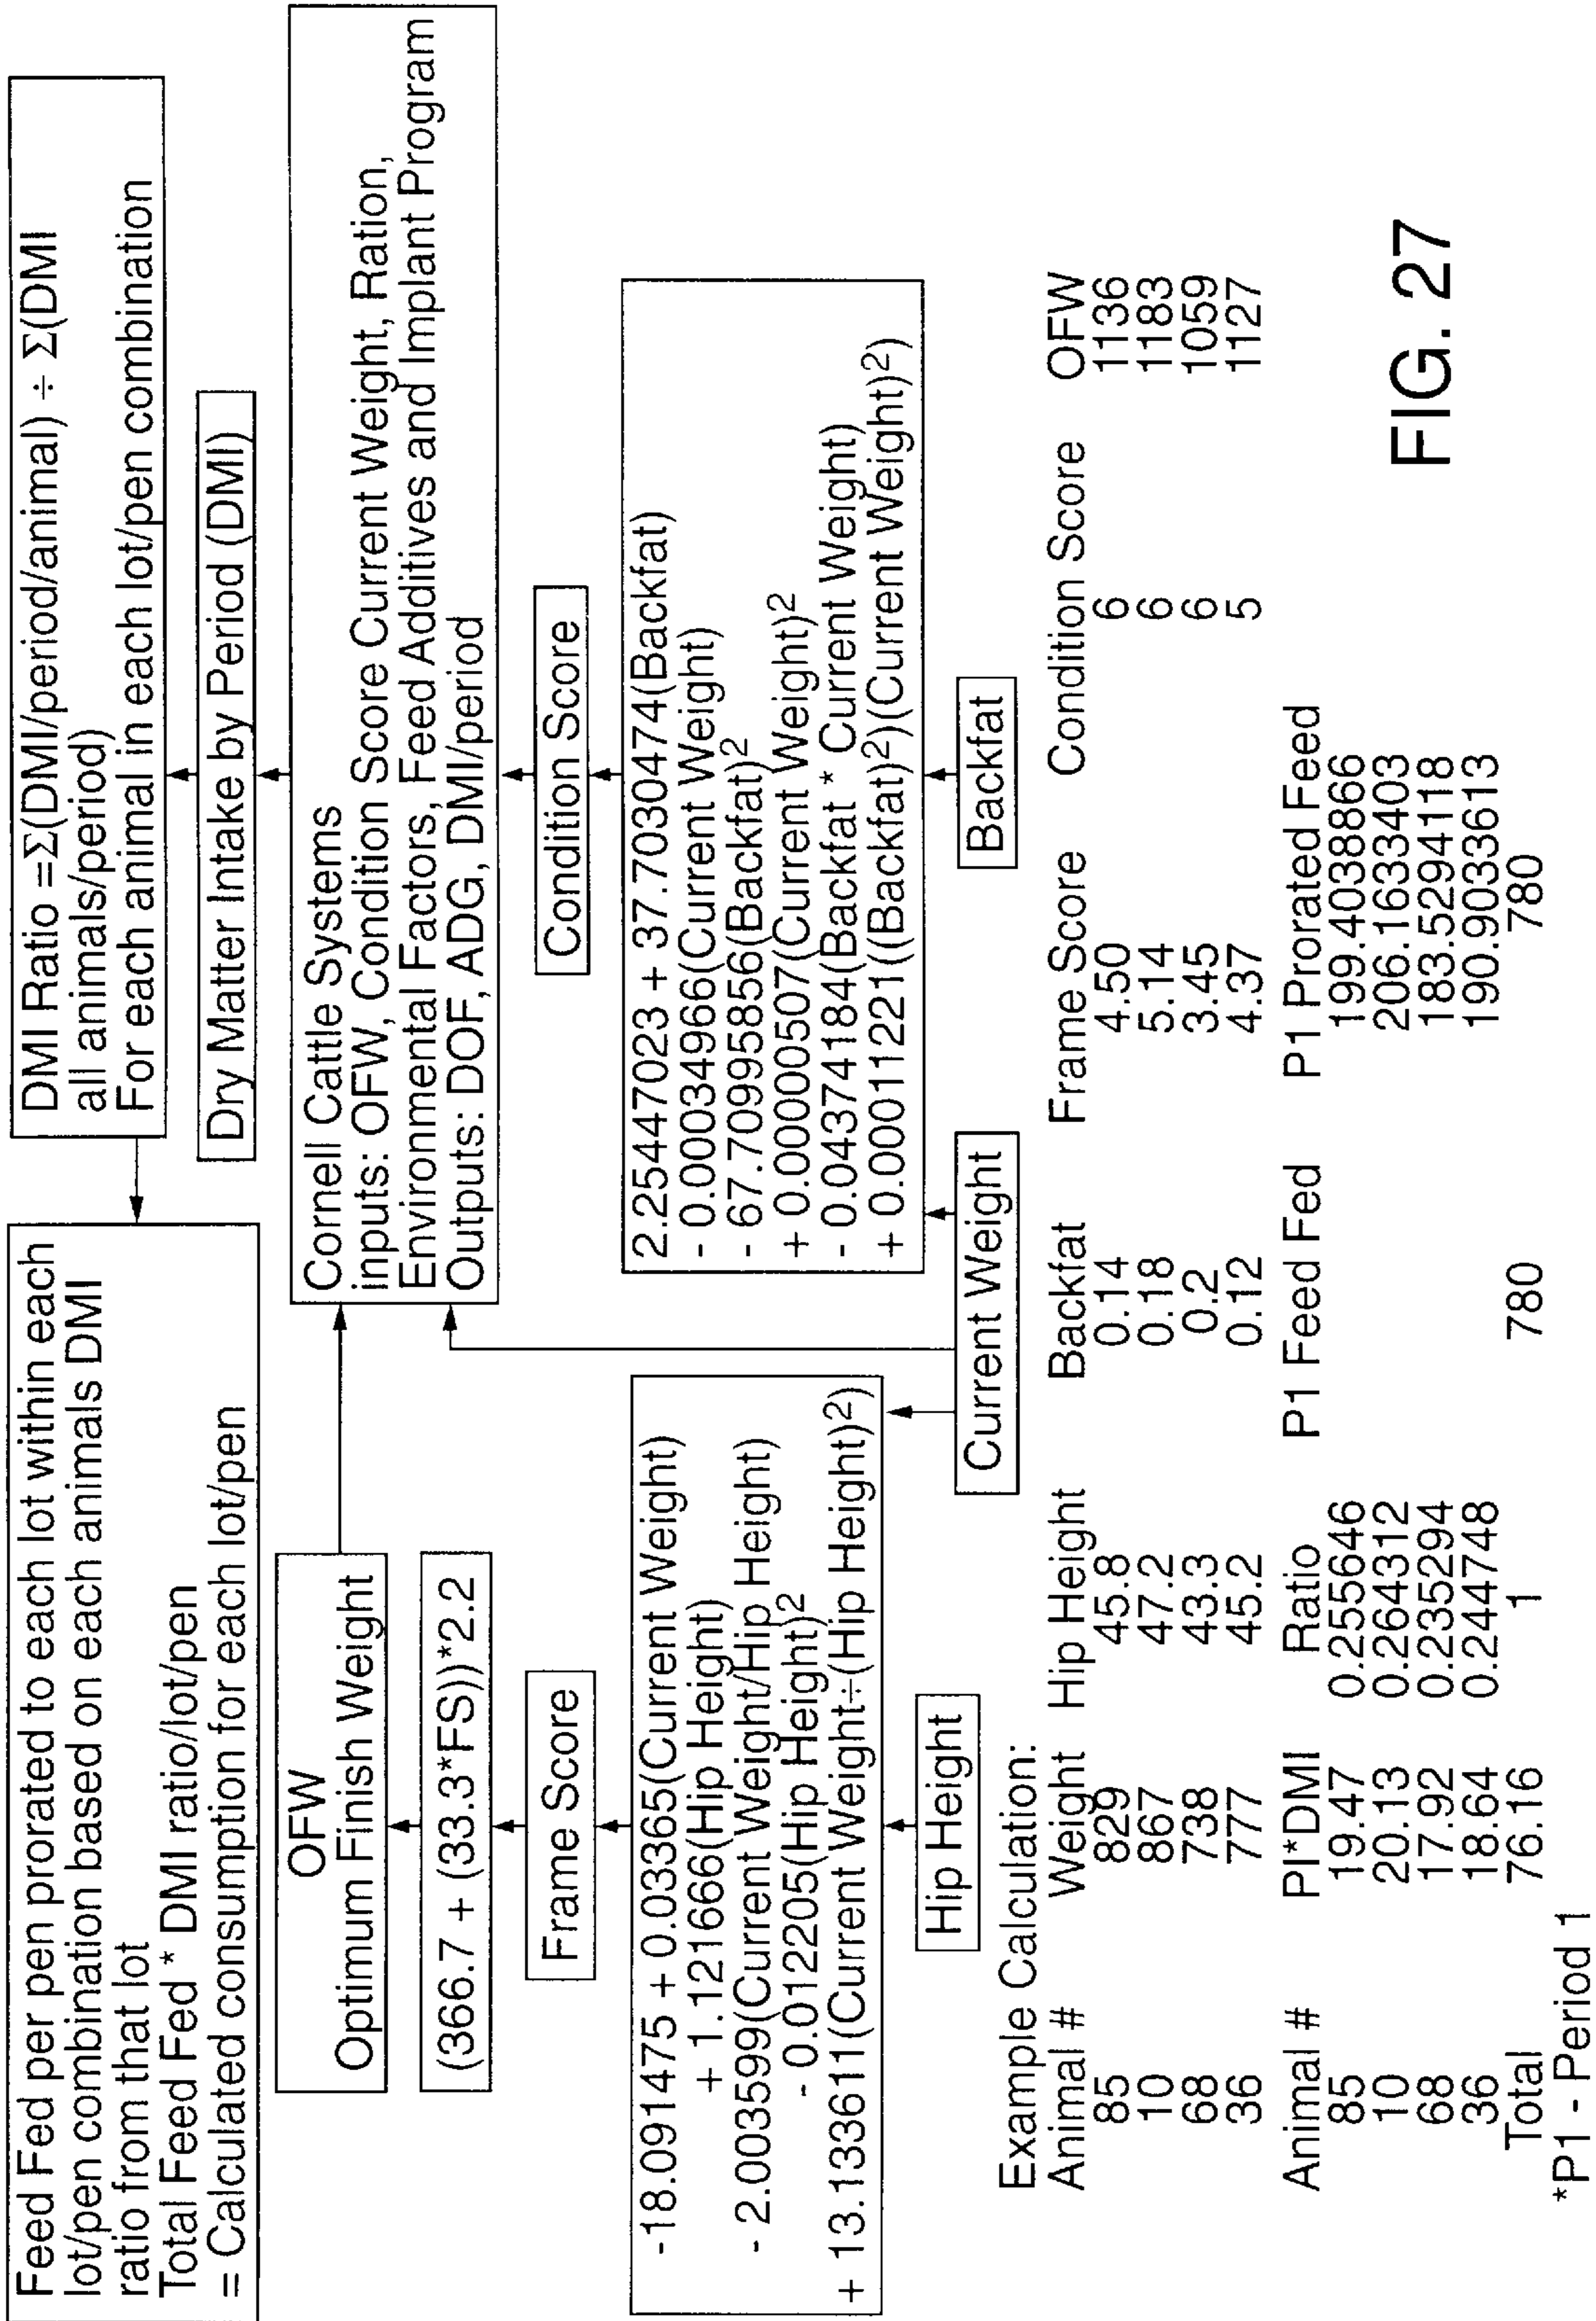 Feed Fed per pen prorated to each lot within each
lot/pen combination based on each animals DMI
ratio from that lot
Total Feed Fed * DMI ratio/lot/pen
= Calculated consumption for each lot/pen
DMI Ratio =Σ(DMI/period/animal) ÷ Σ(DMI
all animals/period)
For each animal in each lot/pen combination
Dry Matter Intake by Period (DMI)
OFW
Optimum Finish Weight
Cornell Cattle Systems
inputs: OFW, Condition Score Current Weight, Ration,
Environmental Factors, Feed Additives and Implant Program
Outputs: DOF, ADG, DMI/period
(366.7 + (33.3*FS))*2.2
Frame Score
Condition Score
-18.091475 + 0.03365(Current Weight)
+ 1.121666(Hip Height)
- 2.003599(Current Weight/Hip Height)
- 0.012205(Hip Height)2
+ 13.133611(Current Weight÷(Hip Height)2)
2.25447023 + 37.7030474(Backfat)
- 0.00034966(Current Weight)
- 67.7099585856(Backfat)2
+ 0.00000507(Current Weight)2
- 0.04374184(Backfat * Current Weight)
+ 0.00011221((Backfat)2)(Current Weight)2)
Hip Height
Current Weight
Backfat
Example Calculation:
Animal # Weight Hip Height Backfat Frame Score Condition Score OFW
85 829 45.8 0.14 4.50 6 1136
10 867 47.2 0.18 5.14 6 1183
68 738 43.3 0.2 3.45 6 1059
36 777 45.2 0.12 4.37 5 1127
Animal # PI*DMI Ratio P1 Feed Fed P1 Prorated Feed
85 19.47 0.255646 199.4038866
10 20.13 0.264312 206.1633403
68 17.92 0.235294 183.5294118
36 18.64 0.244748 190.9033613
Total 76.16 1 780 780
*P1 - Period 1
FIG. 27